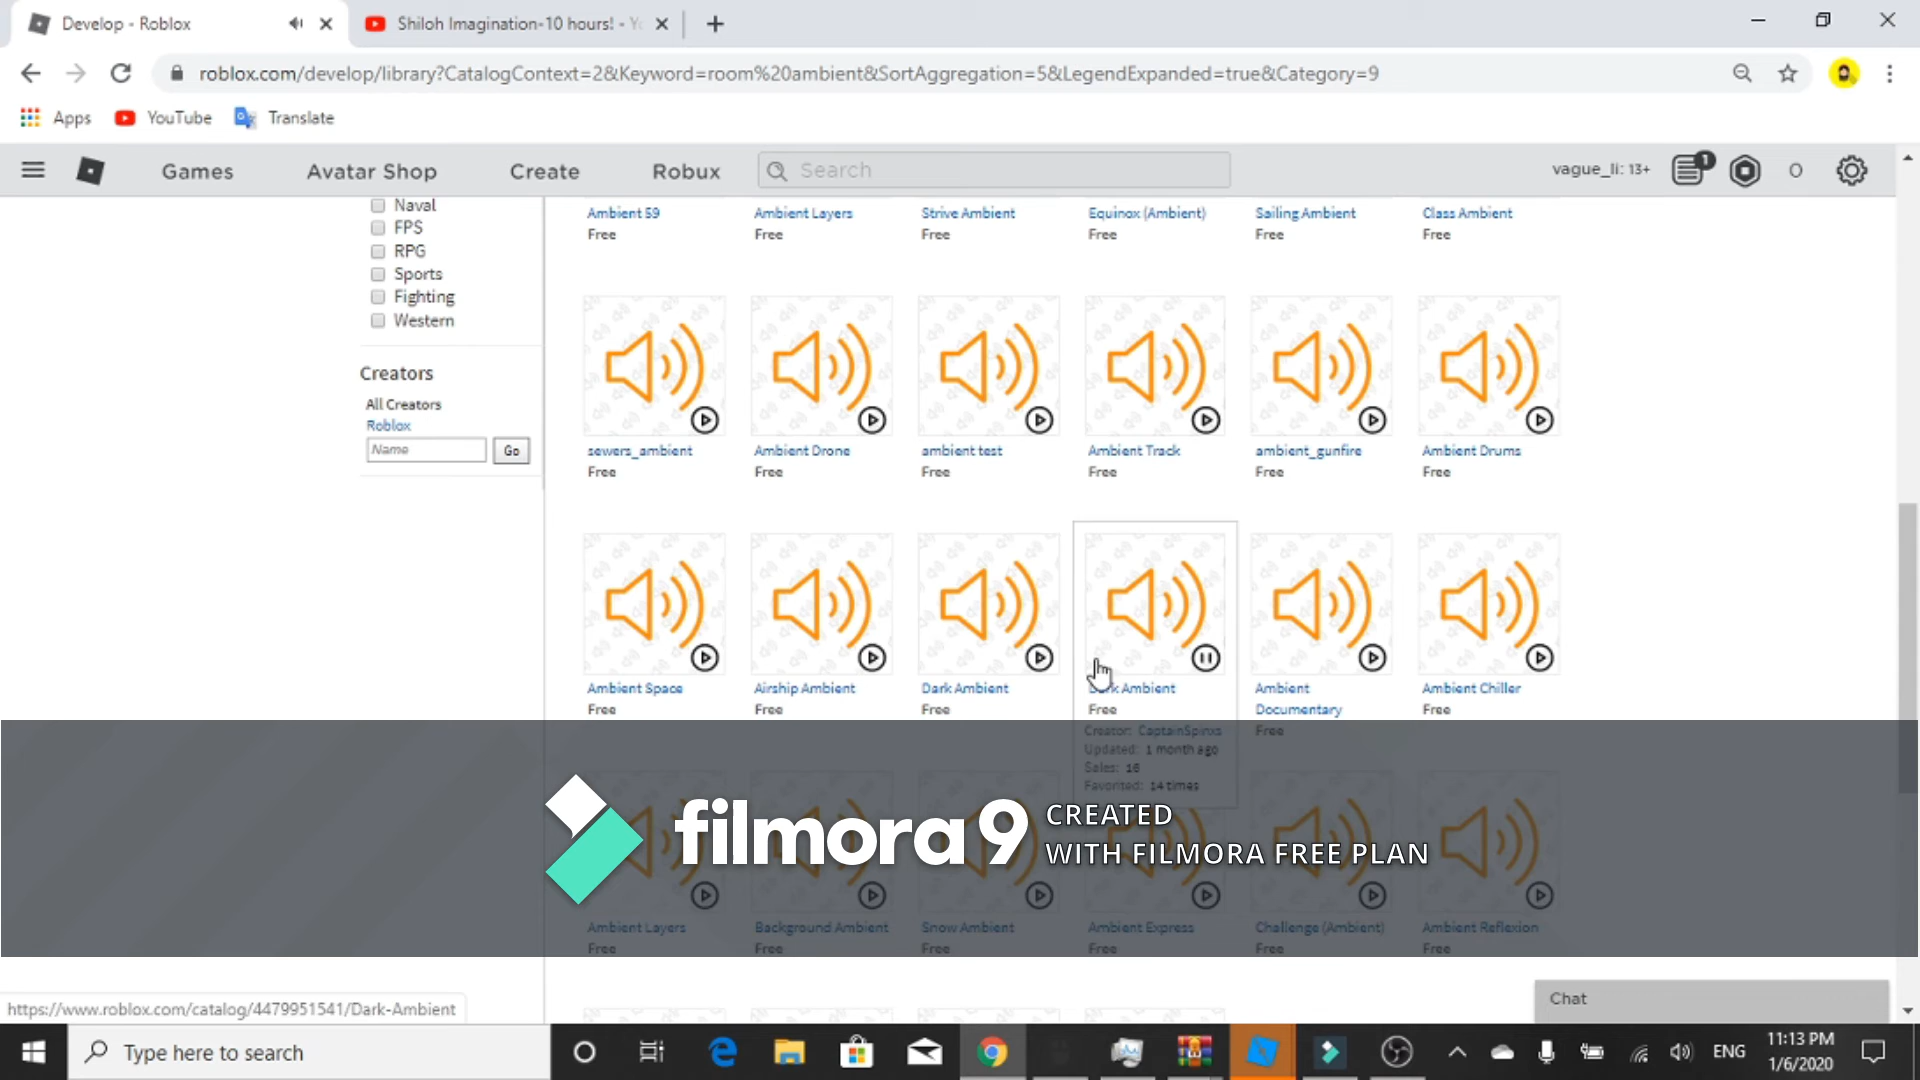 Develop - Roblox
Shiloh Imagination-10 hours! -
roblox.com/develop/library?CatalogContext=2&Keyword=room%20ambient&SortAggregation=5&LegendExpanded=true&Category=9
Apps YouTube Translate
Games Avatar Shop Create Robux Search vague_li: 13+ 1 0
Naval
FPS
RPG
Sports
Fighting
Western
Creators
All Creators
Roblox
Name Go
Ambient 59 Ambient Layers Strive Ambient Equinox (Ambient) Sailing Ambient Class Ambient
Free Free Free Free Free Free
sewers_ambient Ambient Drone ambient test Ambient Track ambient_gunfire Ambient Drums
Free Free Free Free Free Free
Ambient Space Airship Ambient Dark Ambient Dark Ambient Ambient Ambient Chiller
Free Free Free Free Documentary Free
Free
Creator: CaptainSpinxs
Updated: 1 month ago
Sales: 16
Favorited: 14 times
filmora9 CREATED
WITH FILMORA FREE PLAN
Ambient Layers Background Ambient Snow Ambient Ambient Express Challenge (Ambient) Ambient Reflexion
Free Free Free Free Free Free
Chat
https://www.roblox.com/catalog/4479951541/Dark-Ambient
Type here to search
ENG
11:13 PM
1/6/2020